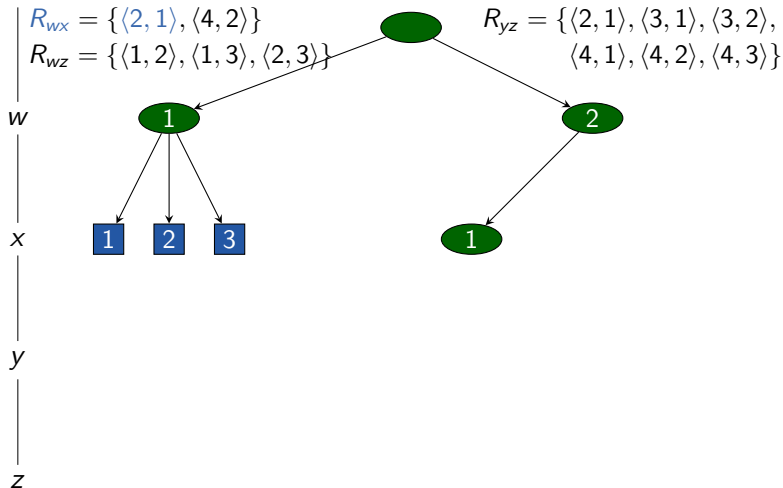 R_wx = {⟨2, 1⟩, ⟨4, 2⟩}
R_wz = {⟨1, 2⟩, ⟨1, 3⟩, ⟨2, 3⟩}
R_yz = {⟨2, 1⟩, ⟨3, 1⟩, ⟨3, 2⟩,
⟨4, 1⟩, ⟨4, 2⟩, ⟨4, 3⟩}
w 1 2
x 1 2 3 1
y
z